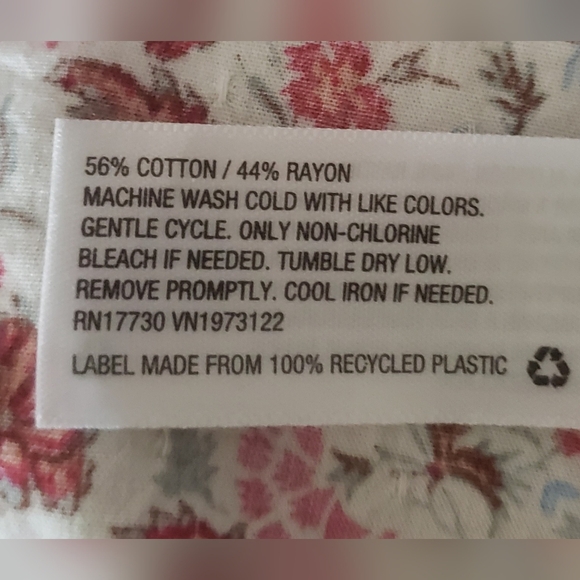 56% COTTON / 44% RAYON
MACHINE WASH COLD WITH LIKE COLORS.
GENTLE CYCLE. ONLY NON-CHLORINE
BLEACH IF NEEDED. TUMBLE DRY LOW.
REMOVE PROMPTLY. COOL IRON IF NEEDED.
RN17730 VN1973122
LABEL MADE FROM 100% RECYCLED PLASTIC